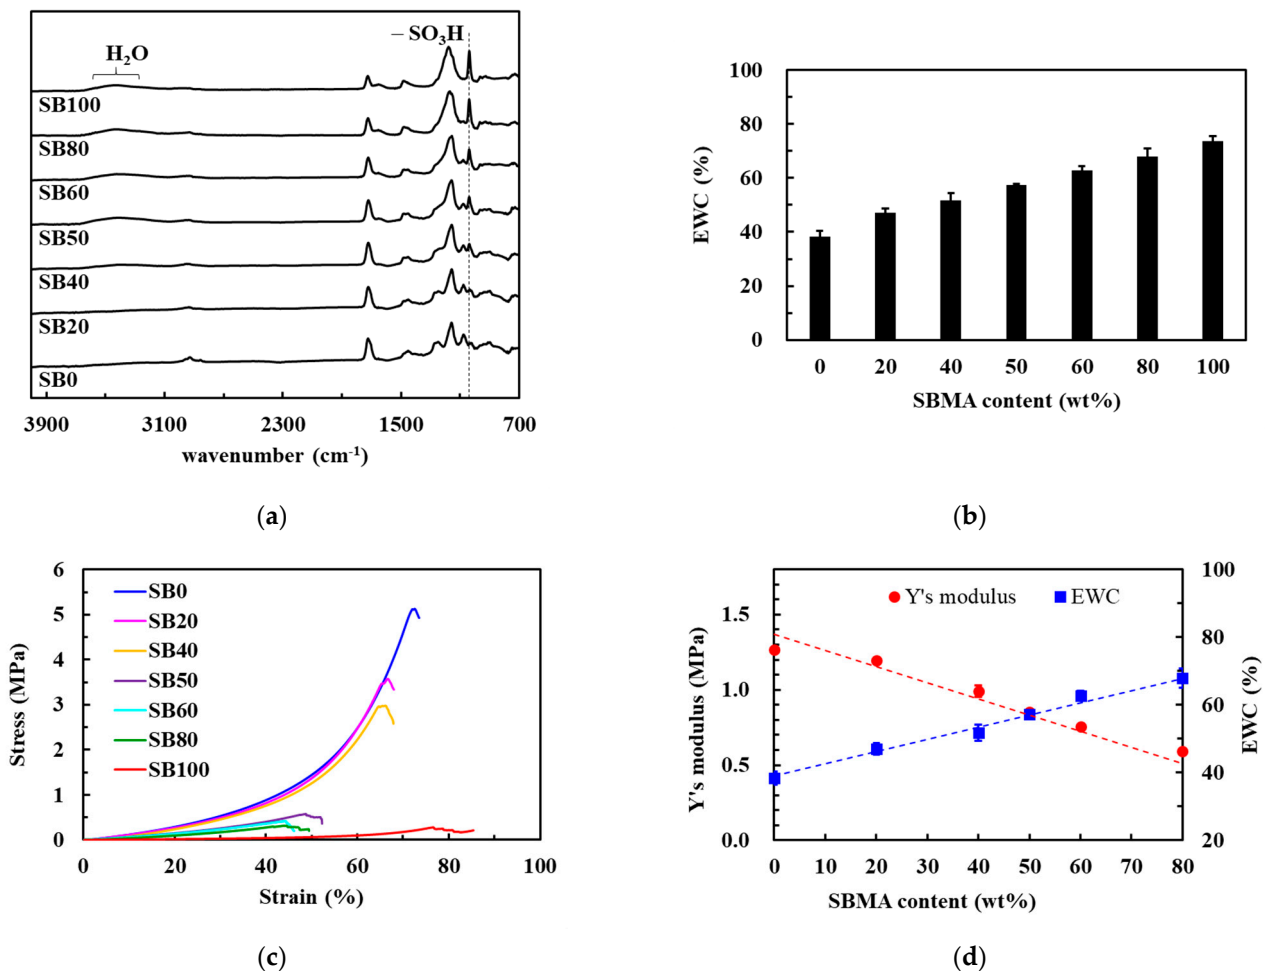 – SO3H
H2O
SB100
SB80
SB60
SB50
SB40
SB20
SB0
3900 3100 2300 1500 700
wavenumber (cm-1)
(a)
100
80
60
40
20
0
EWC (%)
0 20 40 50 60 80 100
SBMA content (wt%)
(b)
6
5
4
3
2
1
0
Stress (MPa)
SB0
SB20
SB40
SB50
SB60
SB80
SB100
0 20 40 60 80 100
Strain (%)
(c)
Y's modulus EWC
1.5
1.0
0.5
0.0
Y's modulus (MPa)
100
80
60
40
20
EWC (%)
0 10 20 30 40 50 60 70 80
SBMA content (wt%)
(d)